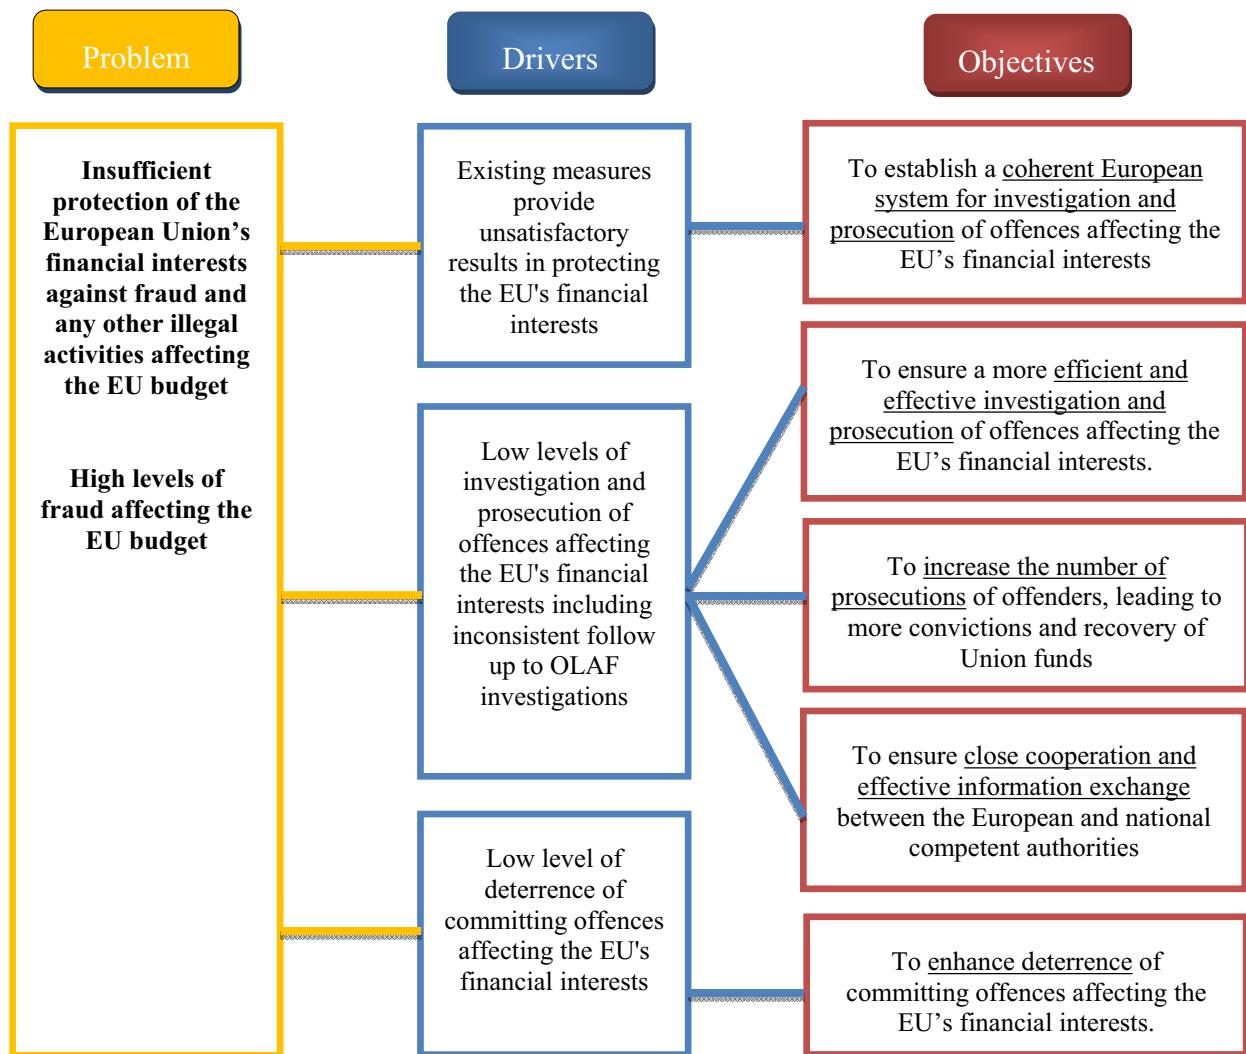 Problem
Drivers
Objectives
Insufficient
protection of the
European Union’s
financial interests
against fraud and
any other illegal
activities affecting
the EU budget
High levels of
fraud affecting the
EU budget
Existing measures
provide
unsatisfactory
results in protecting
the EU's financial
interests
Low levels of
investigation and
prosecution of
offences affecting
the EU's financial
interests including
inconsistent follow
up to OLAF
investigations
Low level of
deterrence of
committing offences
affecting the EU's
financial interests
To establish a coherent European
system for investigation and
prosecution of offences affecting the
EU’s financial interests
To ensure a more efficient and
effective investigation and
prosecution of offences affecting the
EU’s financial interests.
To increase the number of
prosecutions of offenders, leading to
more convictions and recovery of
Union funds
To ensure close cooperation and
effective information exchange
between the European and national
competent authorities
To enhance deterrence of
committing offences affecting the
EU’s financial interests.